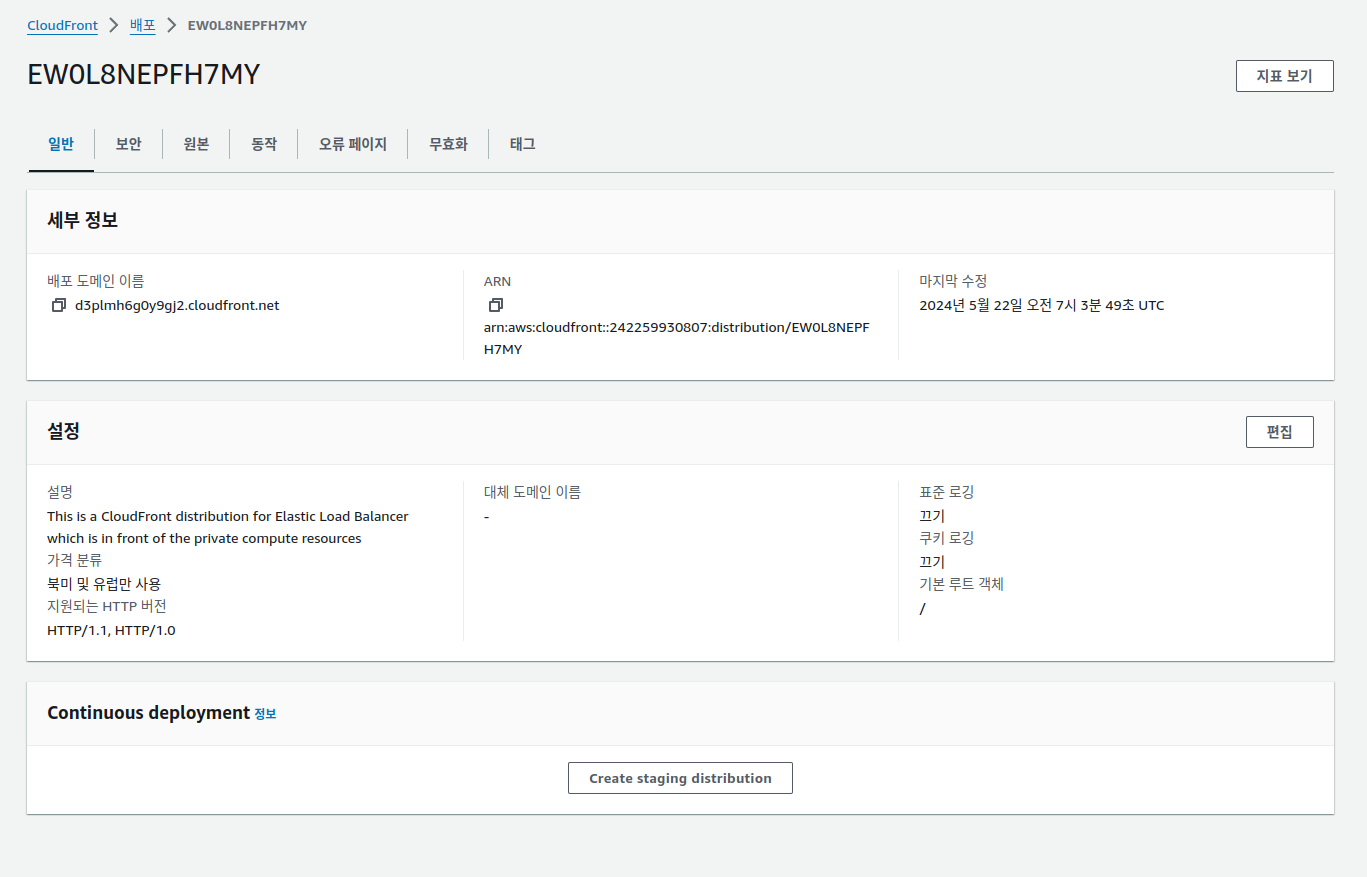 CloudFront > 배포 > EW0L8NEPFH7MY
EW0L8NEPFH7MY
지표 보기
일반 보안 원본 동작 오류 페이지 무효화 태그
세부 정보
배포 도메인 이름
d3plmh6g0y9gj2.cloudfront.net
ARN
arn:aws:cloudfront::242259930807:distribution/EW0L8NEPF
H7MY
마지막 수정
2024년 5월 22일 오전 7시 3분 49초 UTC
설정
편집
설명
This is a CloudFront distribution for Elastic Load Balancer
which is in front of the private compute resources
가격 분류
북미 및 유럽만 사용
지원되는 HTTP 버전
HTTP/1.1, HTTP/1.0
대체 도메인 이름
-
표준 로깅
끄기
쿠키 로깅
끄기
기본 루트 객체
/
Continuous deployment 정보
Create staging distribution